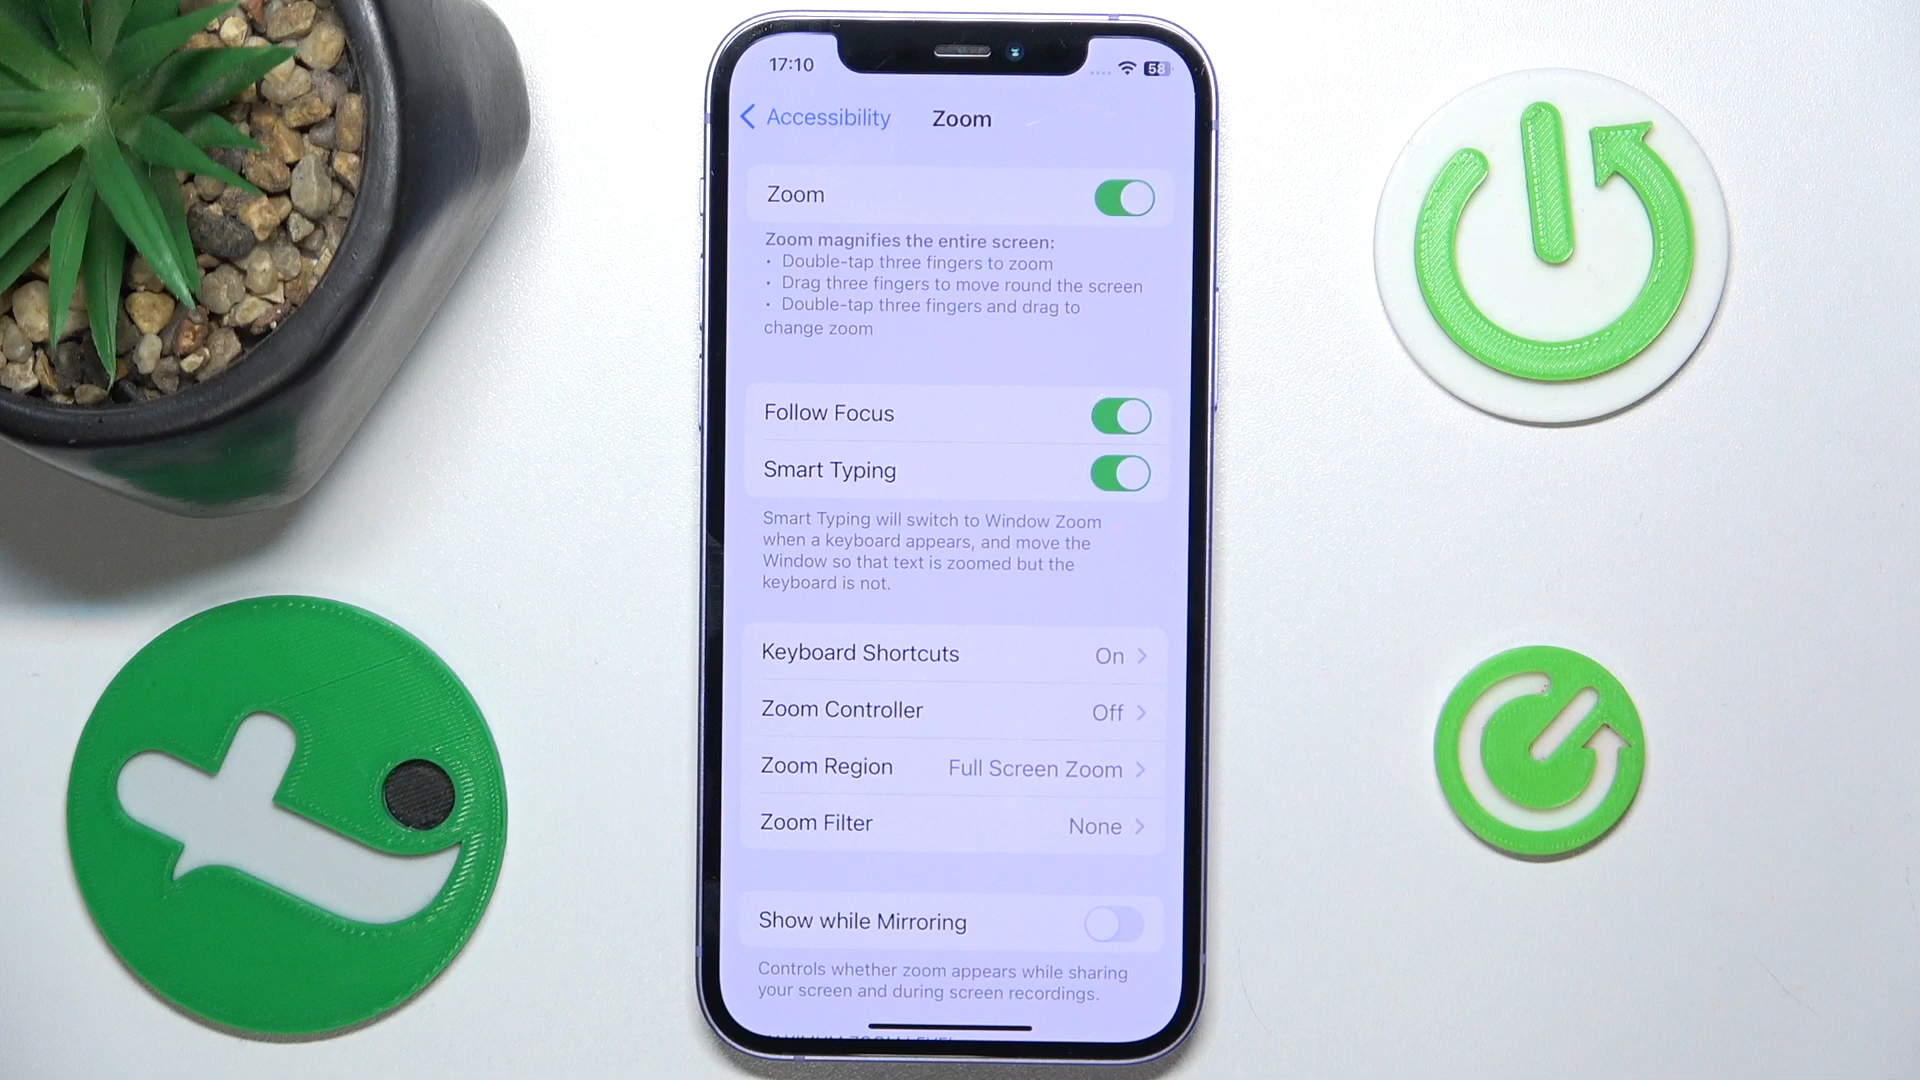 17:10
58
Accessibility Zoom
Zoom
Zoom magnifies the entire screen:
• Double-tap three fingers to zoom
• Drag three fingers to move round the screen
• Double-tap three fingers and drag to
change zoom
Follow Focus
Smart Typing
Smart Typing will switch to Window Zoom
when a keyboard appears, and move the
Window so that text is zoomed but the
keyboard is not.
Keyboard Shortcuts On
Zoom Controller Off
Zoom Region Full Screen Zoom
Zoom Filter None
Show while Mirroring
Controls whether zoom appears while sharing
your screen and during screen recordings.